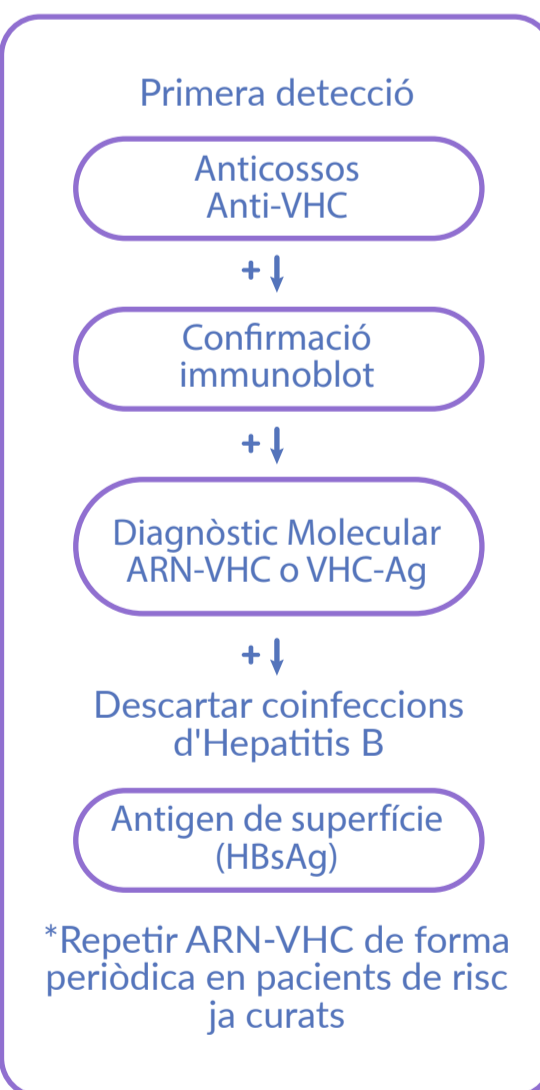 Primera detecció
Anticossos
Anti-VHC
+
Confirmació
immunoblot
+
Diagnòstic Molecular
ARN-VHC o VHC-Ag
+
Descartar coinfeccions
d'Hepatitis B
Antigen de superfície
(HBsAg)
*Repetir ARN-VHC de forma
periòdica en pacients de risc
ja curats